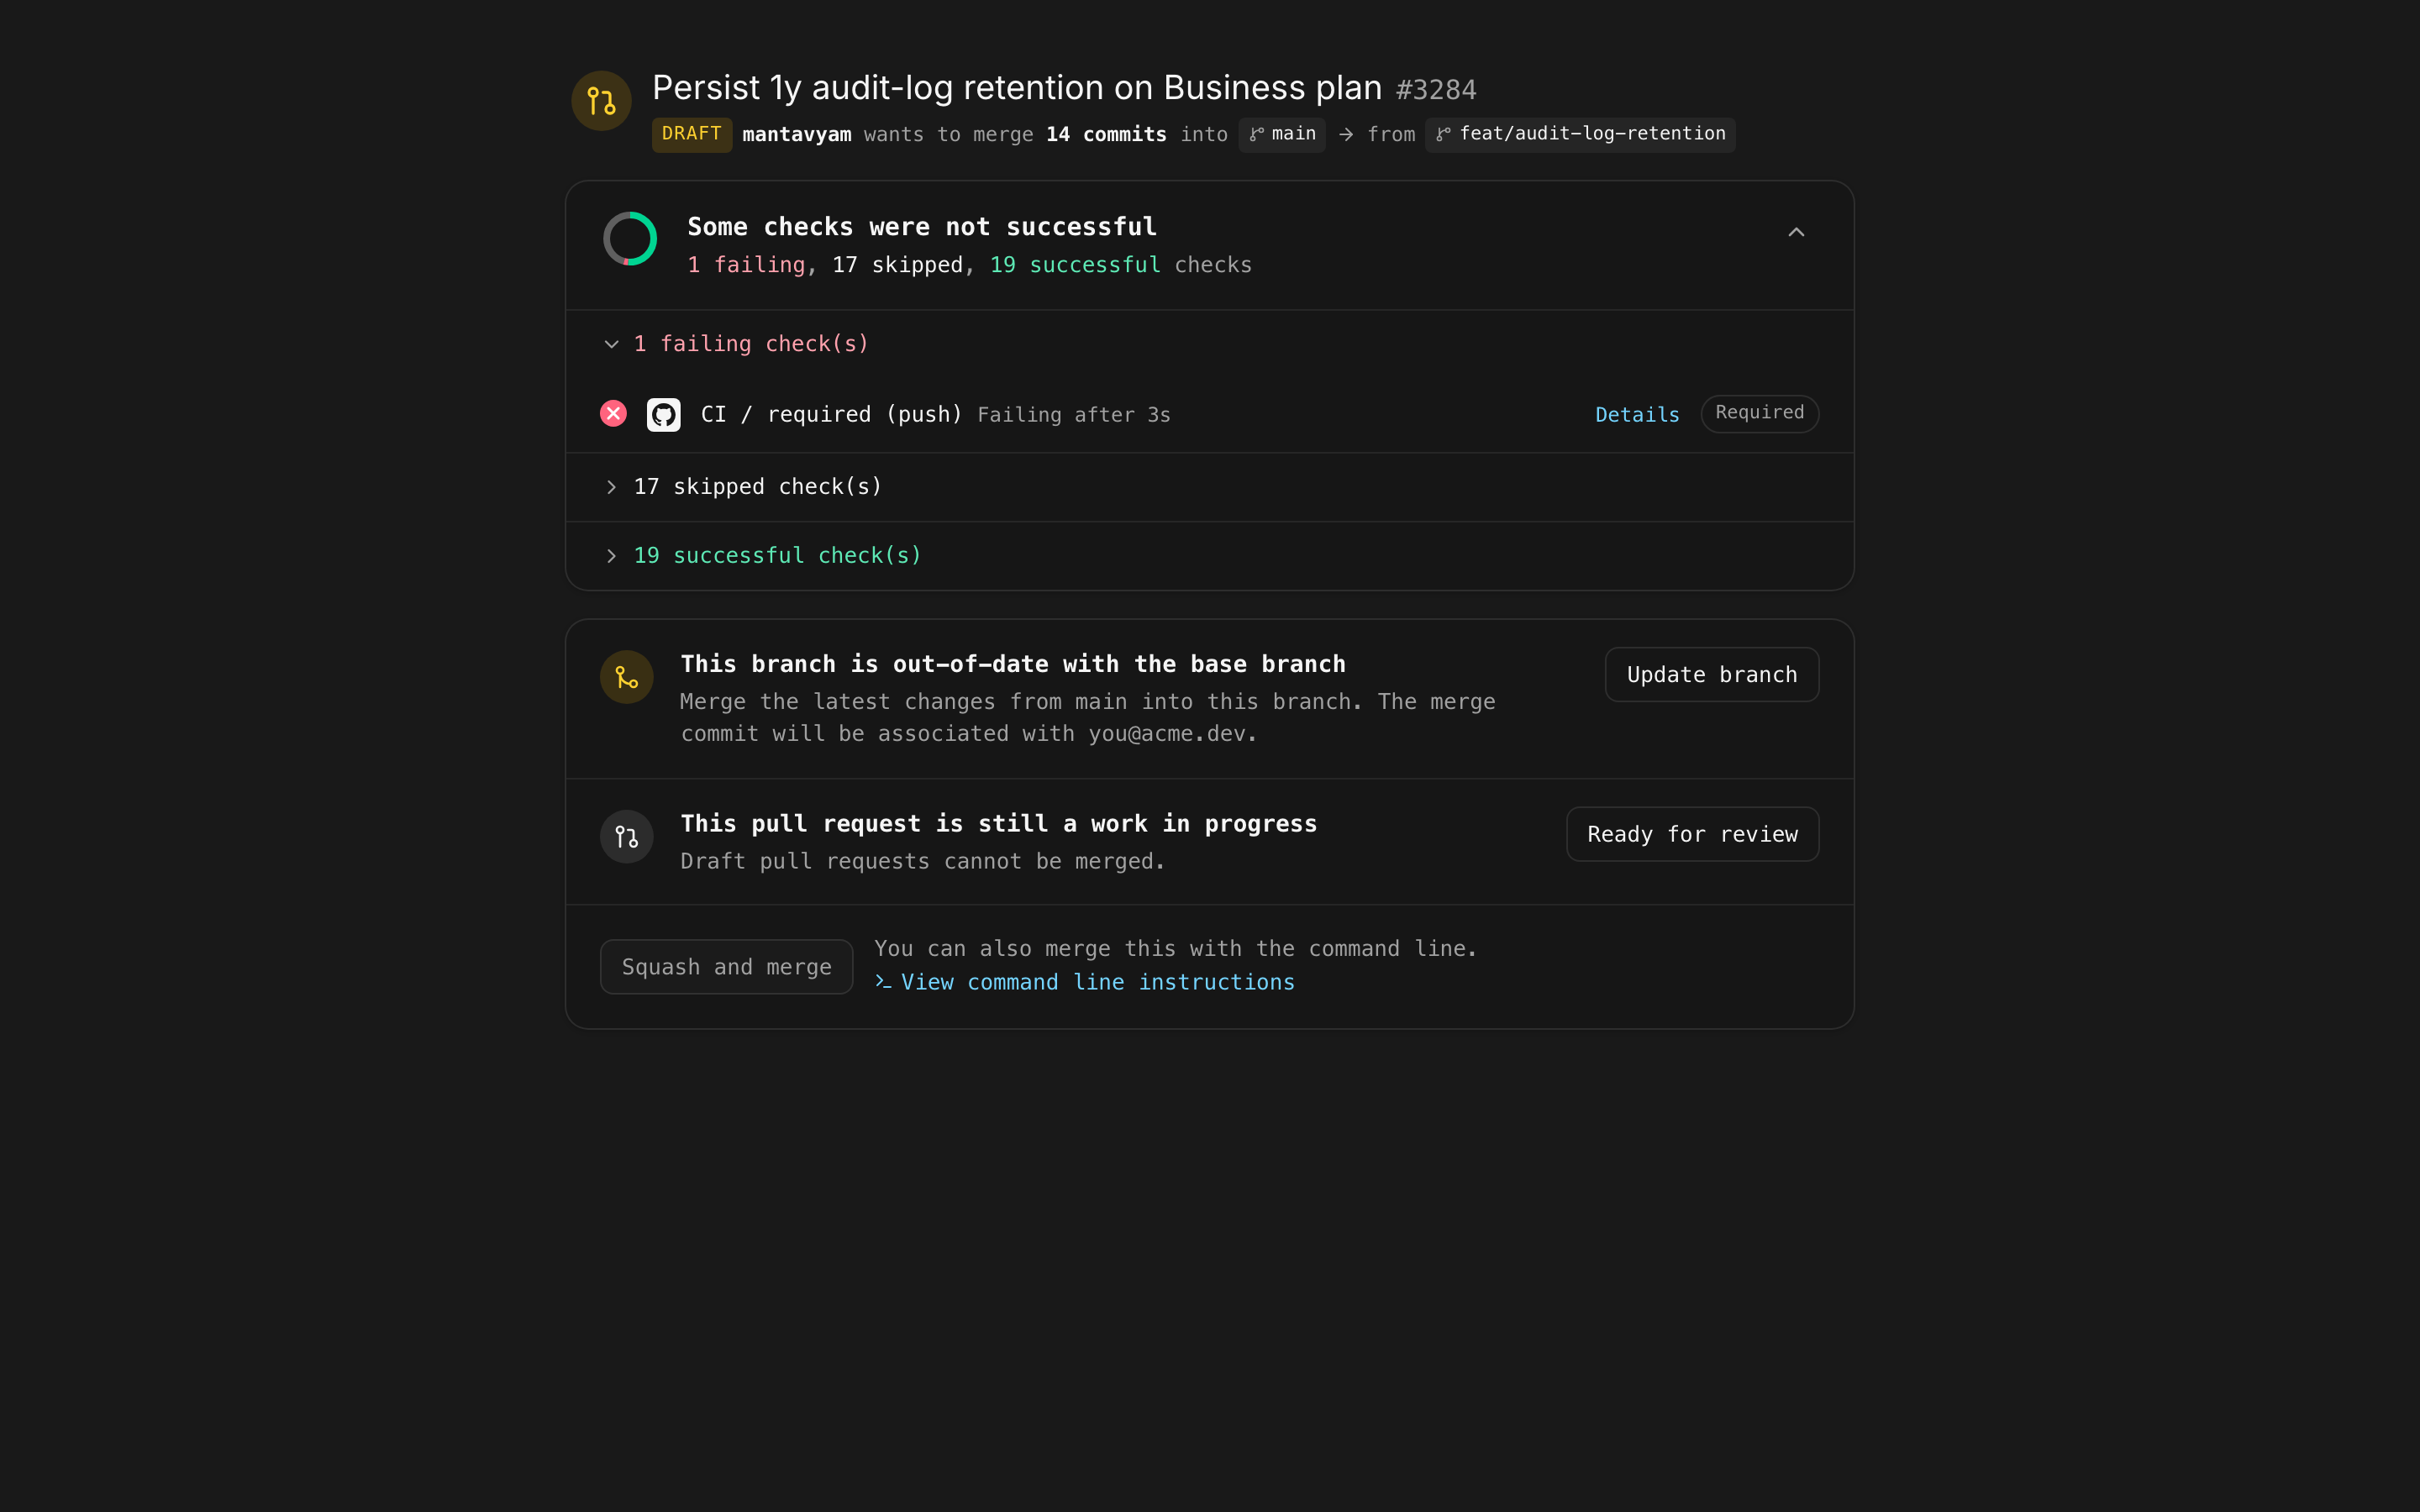 Persist 1y audit-log retention on Business plan #3284
DRAFT mantavyam wants to merge 14 commits into main → from feat/audit-log-retention
Some checks were not successful
1 failing, 17 skipped, 19 successful checks
1 failing check(s)
CI / required (push) Failing after 3s Details Required
17 skipped check(s)
19 successful check(s)
This branch is out-of-date with the base branch
Update branch
Merge the latest changes from main into this branch. The merge
commit will be associated with you@acme.dev.
This pull request is still a work in progress
Ready for review
Draft pull requests cannot be merged.
Squash and merge
You can also merge this with the command line.
View command line instructions